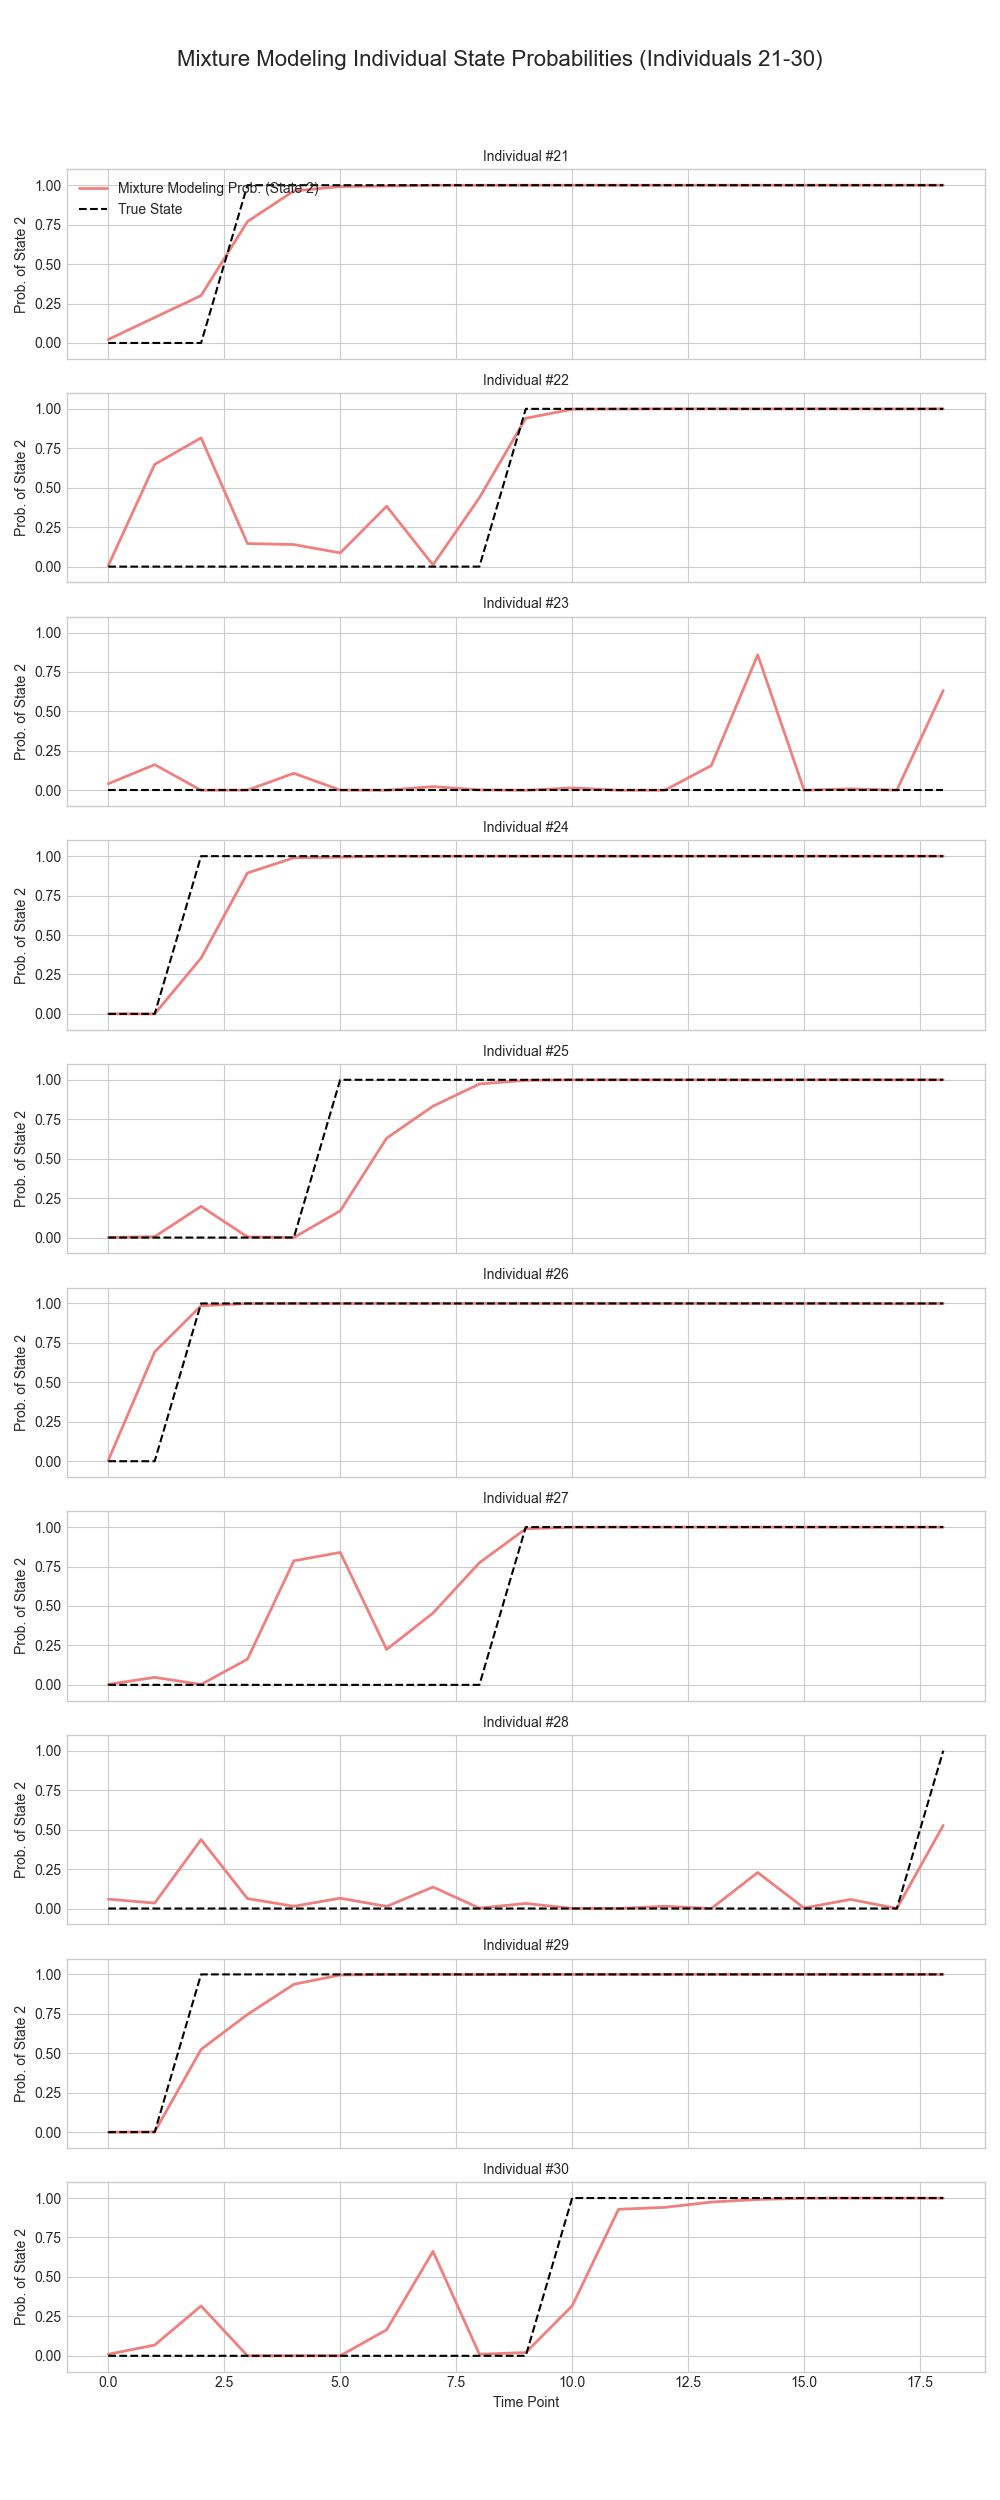 Mixture Modeling Individual State Probabilities (Individuals 21-30)
Individual #21
Prob. of State 2
1.00
0.75
0.50
0.25
0.00
Mixture Modeling Prob. (State 2)
True State
Individual #22
Prob. of State 2
1.00
0.75
0.50
0.25
0.00
Individual #23
Prob. of State 2
1.00
0.75
0.50
0.25
0.00
Individual #24
Prob. of State 2
1.00
0.75
0.50
0.25
0.00
Individual #25
Prob. of State 2
1.00
0.75
0.50
0.25
0.00
Individual #26
Prob. of State 2
1.00
0.75
0.50
0.25
0.00
Individual #27
Prob. of State 2
1.00
0.75
0.50
0.25
0.00
Individual #28
Prob. of State 2
1.00
0.75
0.50
0.25
0.00
Individual #29
Prob. of State 2
1.00
0.75
0.50
0.25
0.00
Individual #30
Prob. of State 2
1.00
0.75
0.50
0.25
0.00
0.0 2.5 5.0 7.5 10.0 12.5 15.0 17.5
Time Point